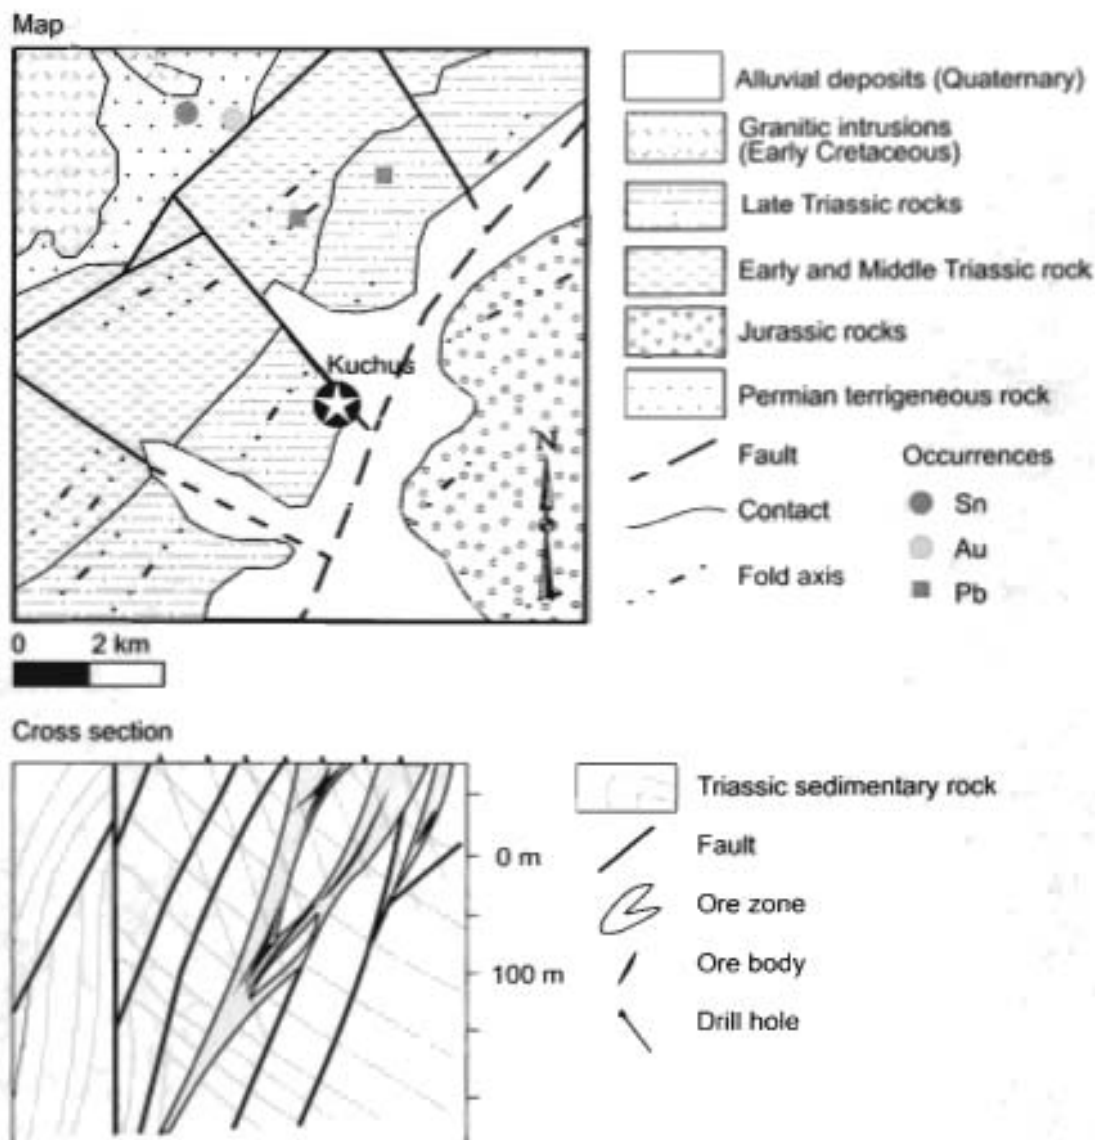 Map
Alluvial deposits (Quaternary)
Granitic intrusions
(Early Cretaceous)
Late Triassic rocks
Early and Middle Triassic rock
Jurassic rocks
Permian terrigeneous rock
Kuchus
N
Fault
Contact
Fold axis
Occurrences
Sn
Au
Pb
0 2 km
Cross section
0 m
100 m
Triassic sedimentary rock
Fault
Ore zone
Ore body
Drill hole